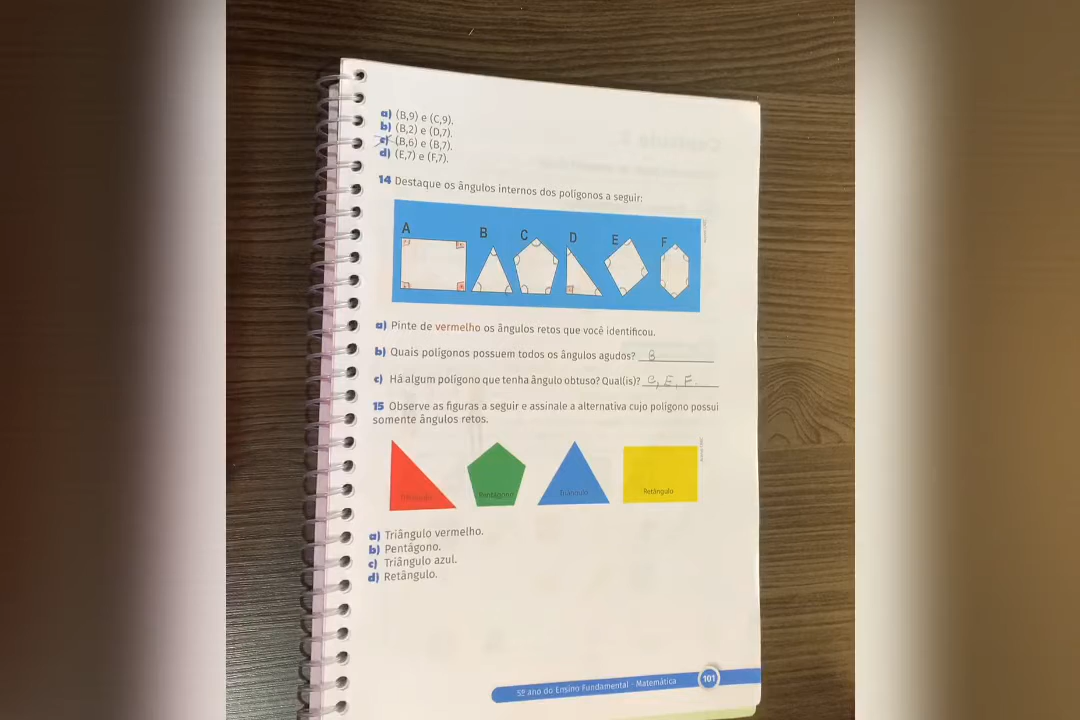 a) (B,9) e (C,9).
b) (B,2) e (D,7).
c) (B,6) e (B,7).
d) (E,7) e (F,7).
14 Destaque os ângulos internos dos polígonos a seguir:
A B C D E F
a) Pinte de vermelho os ângulos retos que você identificou.
b) Quais polígonos possuem todos os ângulos agudos? B
c) Há algum polígono que tenha ângulo obtuso? Qual(is)? C, E, F.
15 Observe as figuras a seguir e assinale a alternativa cujo polígono possui
somente ângulos retos.
Triângulo Pentágono Triângulo Retângulo
a) Triângulo vermelho.
b) Pentágono.
c) Triângulo azul.
d) Retângulo.
5º ano do Ensino Fundamental - Matemática 101